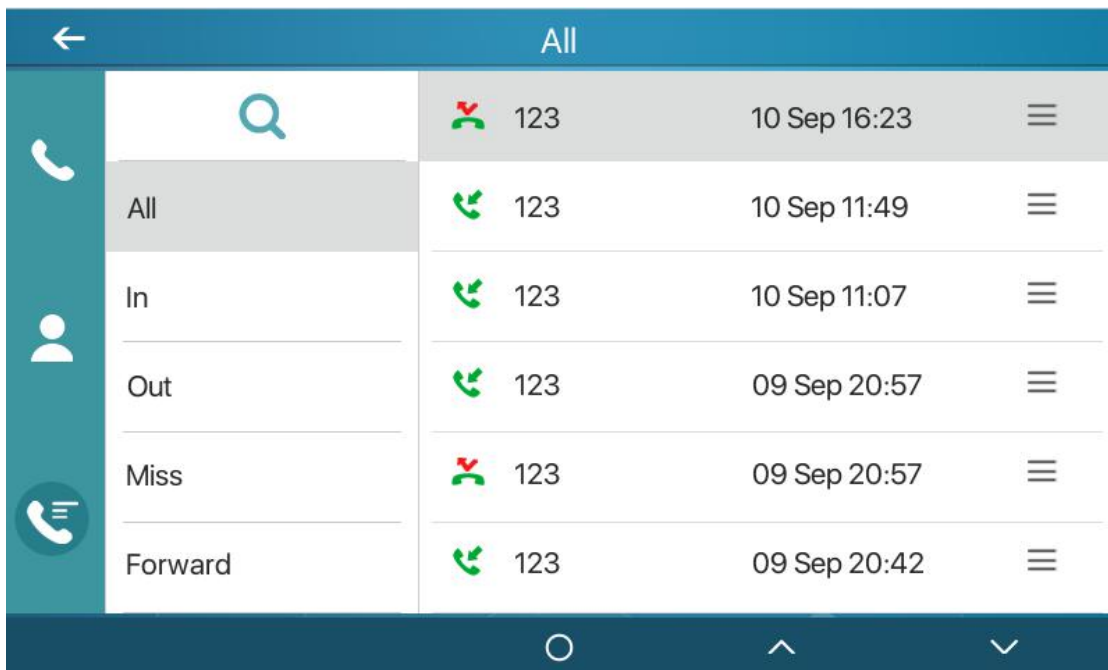 All
123 10 Sep 16:23
All
123 10 Sep 11:49
In
123 10 Sep 11:07
Out
123 09 Sep 20:57
Miss
123 09 Sep 20:57
Forward
123 09 Sep 20:42